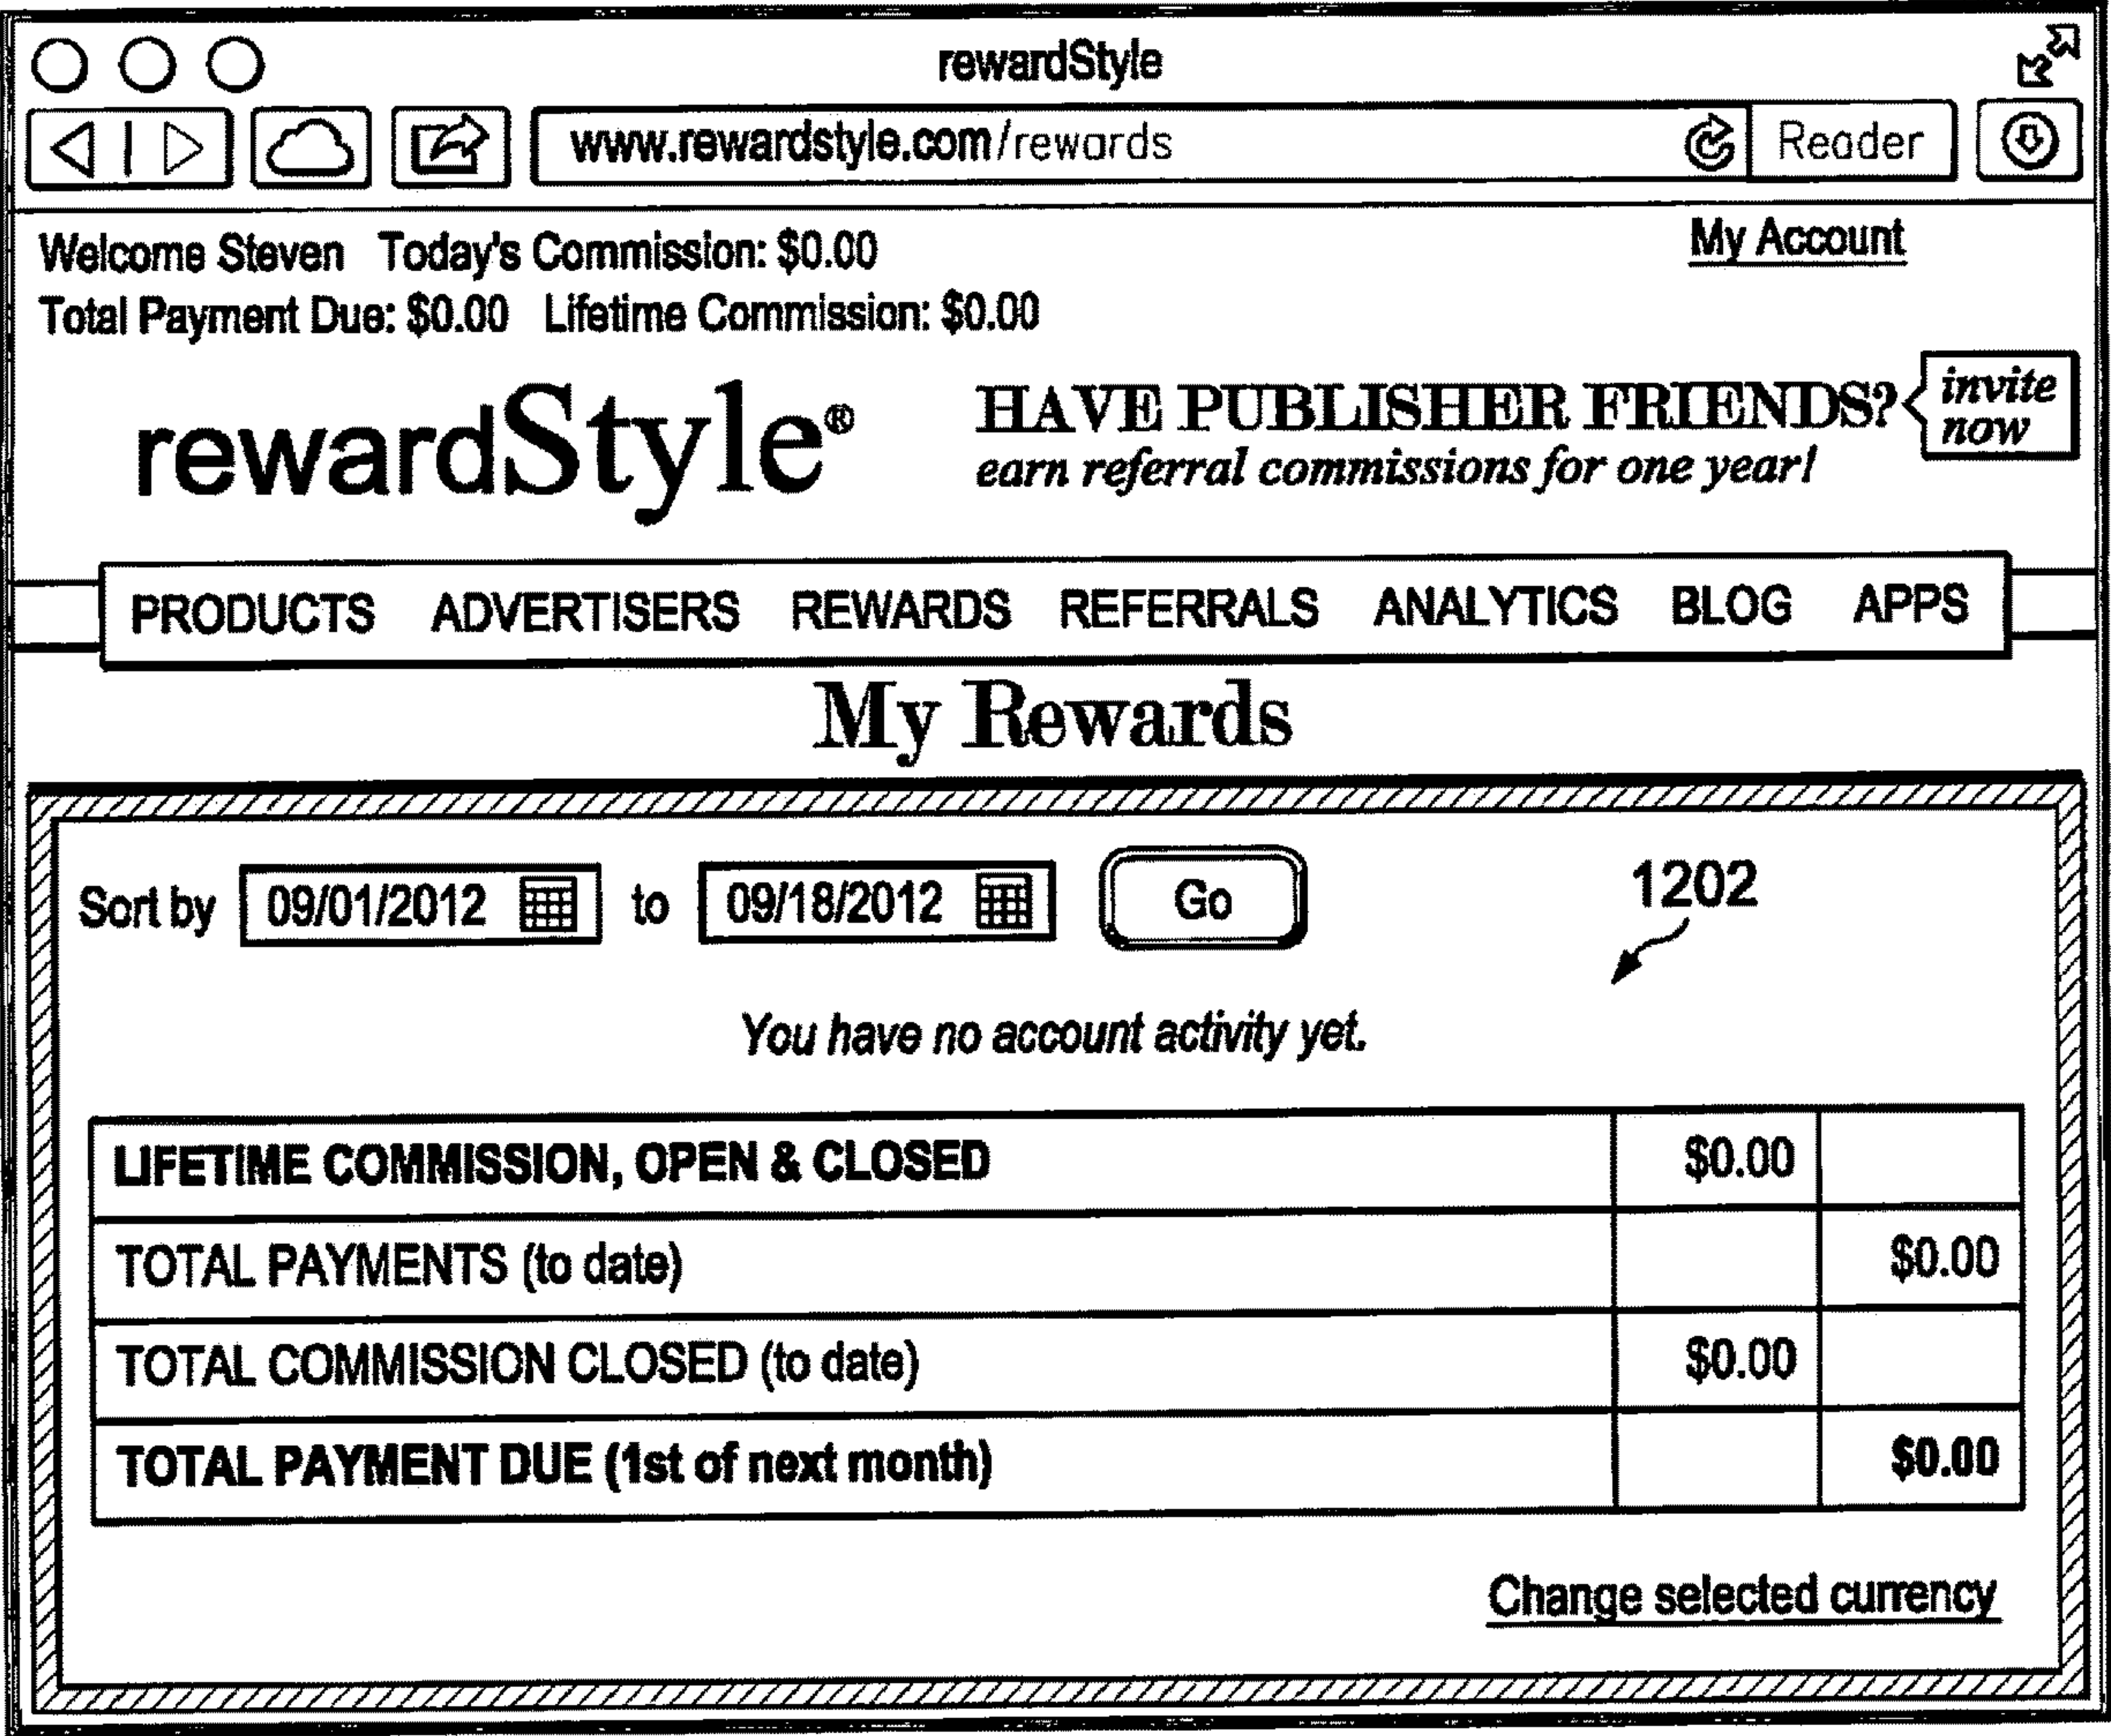 rewardStyle
www.rewardstyle.com/rewards Reader
Welcome Steven Today's Commission: $0.00 My Account
Total Payment Due: $0.00 Lifetime Commission: $0.00
rewardStyle® HAVE PUBLISHER FRIENDS? invite now
earn referral commissions for one year!
PRODUCTS ADVERTISERS REWARDS REFERRALS ANALYTICS BLOG APPS
My Rewards
Sort by 09/01/2012 to 09/18/2012 Go 1202
You have no account activity yet.
LIFETIME COMMISSION, OPEN & CLOSED $0.00
TOTAL PAYMENTS (to date) $0.00
TOTAL COMMISSION CLOSED (to date) $0.00
TOTAL PAYMENT DUE (1st of next month) $0.00
Change selected currency